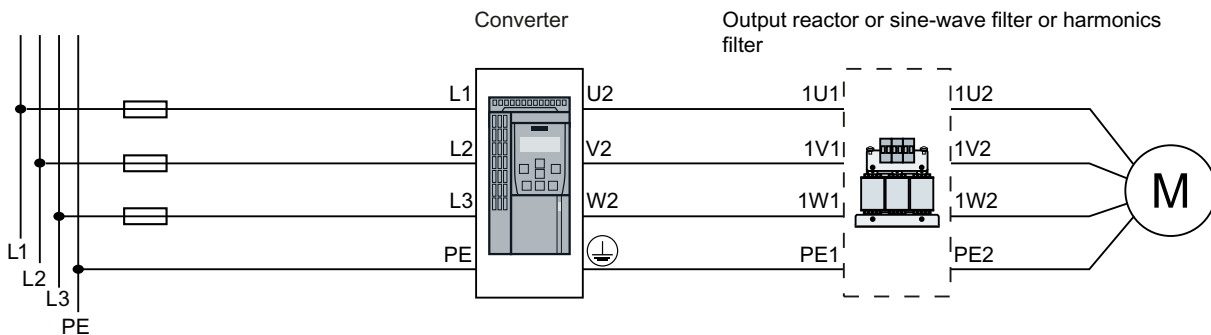 Converter
Output reactor or sine-wave filter or harmonics
filter
L1
U2
1U1
1U2
L2
V2
1V1
1V2
M
L3
W2
1W1
1W2
L1
PE
PE1
PE2
L2
L3
PE